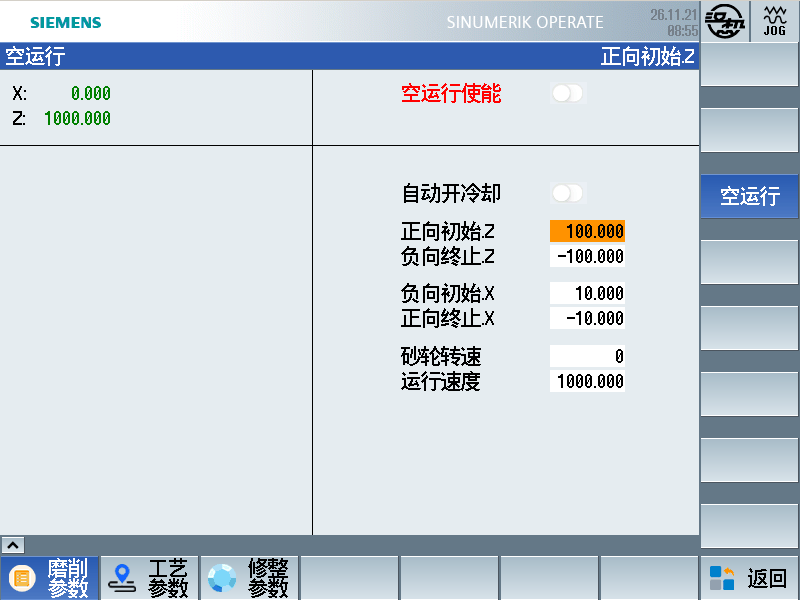 SIEMENS
SINUMERIK OPERATE
26.11.21
08:55
JOG
空运行
正向初始.Z
X: 0.000
Z: 1000.000
空运行使能
自动开冷却
正向初始.Z 100.000
负向终止.Z -100.000
负向初始.X 10.000
正向终止.X -10.000
砂轮转速 0
运行速度 1000.000
空运行
磨削
参数
工艺
参数
修整
参数
返回